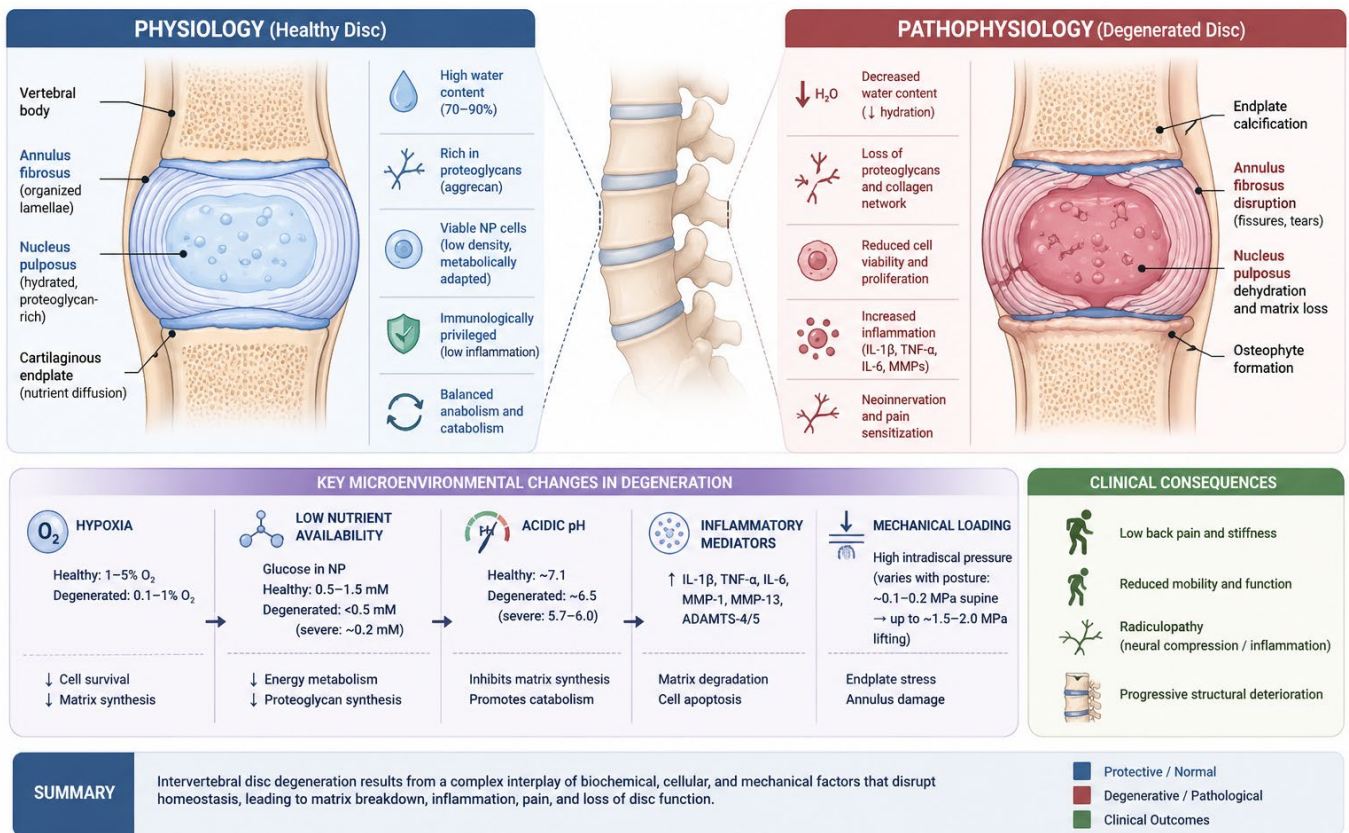 PHYSIOLOGY (Healthy Disc)
Vertebral
body
Annulus
fibrosus
(organized
lamellae)
Nucleus
pulposus
(hydrated,
proteoglycan-
rich)
Cartilaginous
endplate
(nutrient diffusion)
High water
content
(70–90%)
Rich in
proteoglycans
(aggrecan)
Viable NP cells
(low density,
metabolically
adapted)
Immunologically
privileged
(low inflammation)
Balanced
anabolism and
catabolism
PATHOPHYSIOLOGY (Degenerated Disc)
↓ H₂O
Decreased
water content
(↓ hydration)
Loss of
proteoglycans
and collagen
network
Reduced cell
viability and
proliferation
Increased
inflammation
(IL-1β, TNF-α,
IL-6, MMPs)
Neoinnervation
and pain
sensitization
Endplate
calcification
Annulus
fibrosus
disruption
(fissures, tears)
Nucleus
pulposus
dehydration
and matrix loss
Osteophyte
formation
KEY MICROENVIRONMENTAL CHANGES IN DEGENERATION
O₂
HYPOXIA
Healthy: 1–5% O₂
Degenerated: 0.1–1% O₂
↓ Cell survival
↓ Matrix synthesis
LOW NUTRIENT
AVAILABILITY
Glucose in NP
Healthy: 0.5–1.5 mM
Degenerated: <0.5 mM
(severe: ~0.2 mM)
↓ Energy metabolism
↓ Proteoglycan synthesis
ACIDIC pH
Healthy: ~7.1
Degenerated: ~6.5
(severe: 5.7–6.0)
Inhibits matrix synthesis
Promotes catabolism
INFLAMMATORY
MEDIATORS
↑ IL-1β, TNF-α, IL-6,
MMP-1, MMP-13,
ADAMTS-4/5
Matrix degradation
Cell apoptosis
MECHANICAL LOADING
High intradiscal pressure
(varies with posture:
~0.1–0.2 MPa supine
→ up to ~1.5–2.0 MPa
lifting)
Endplate stress
Annulus damage
CLINICAL CONSEQUENCES
Low back pain and stiffness
Reduced mobility and function
Radiculopathy
(neural compression / inflammation)
Progressive structural deterioration
SUMMARY
Intervertebral disc degeneration results from a complex interplay of biochemical, cellular, and mechanical factors that disrupt
homeostasis, leading to matrix breakdown, inflammation, pain, and loss of disc function.
Protective / Normal
Degenerative / Pathological
Clinical Outcomes